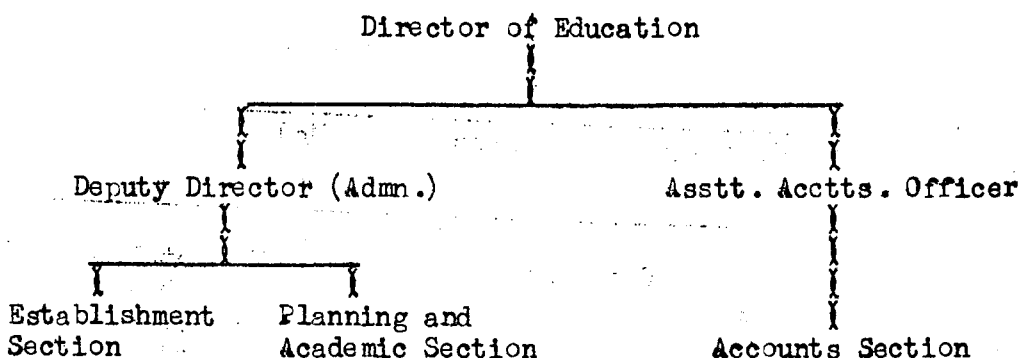 Director of Education
Deputy Director (Admn.)
Asstt. Acctts. Officer
Establishment
Section
Planning and
Academic Section
Accounts Section